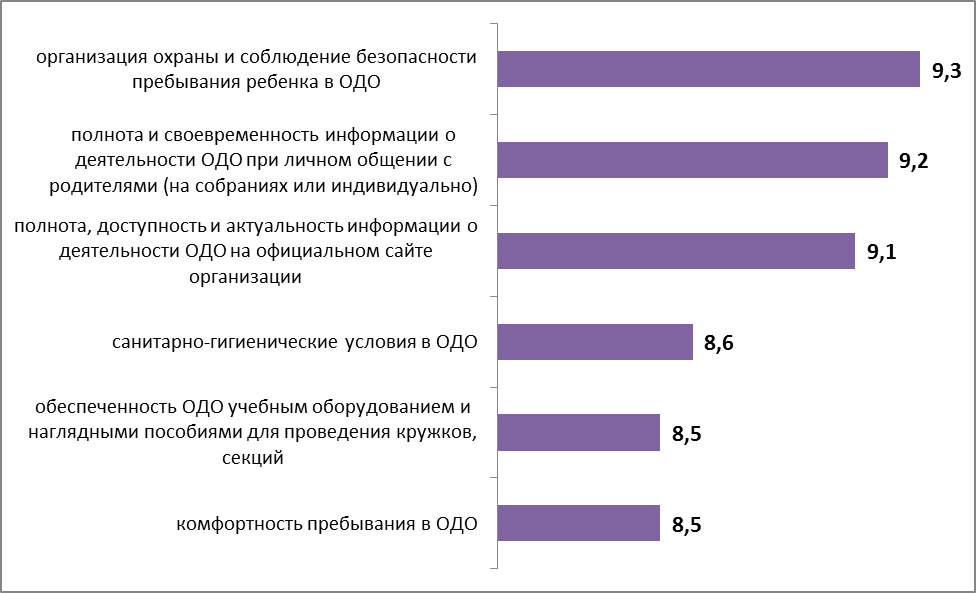 организация охраны и соблюдение безопасности
пребывания ребенка в ОДО
9,3
полнота и своевременность информации о
деятельности ОДО при личном общении с
родителями (на собраниях или индивидуально)
9,2
полнота, доступность и актуальность информации о
деятельности ОДО на официальном сайте
организации
9,1
санитарно-гигиенические условия в ОДО
8,6
обеспеченность ОДО учебным оборудованием и
наглядными пособиями для проведения кружков,
секций
8,5
комфортность пребывания в ОДО
8,5